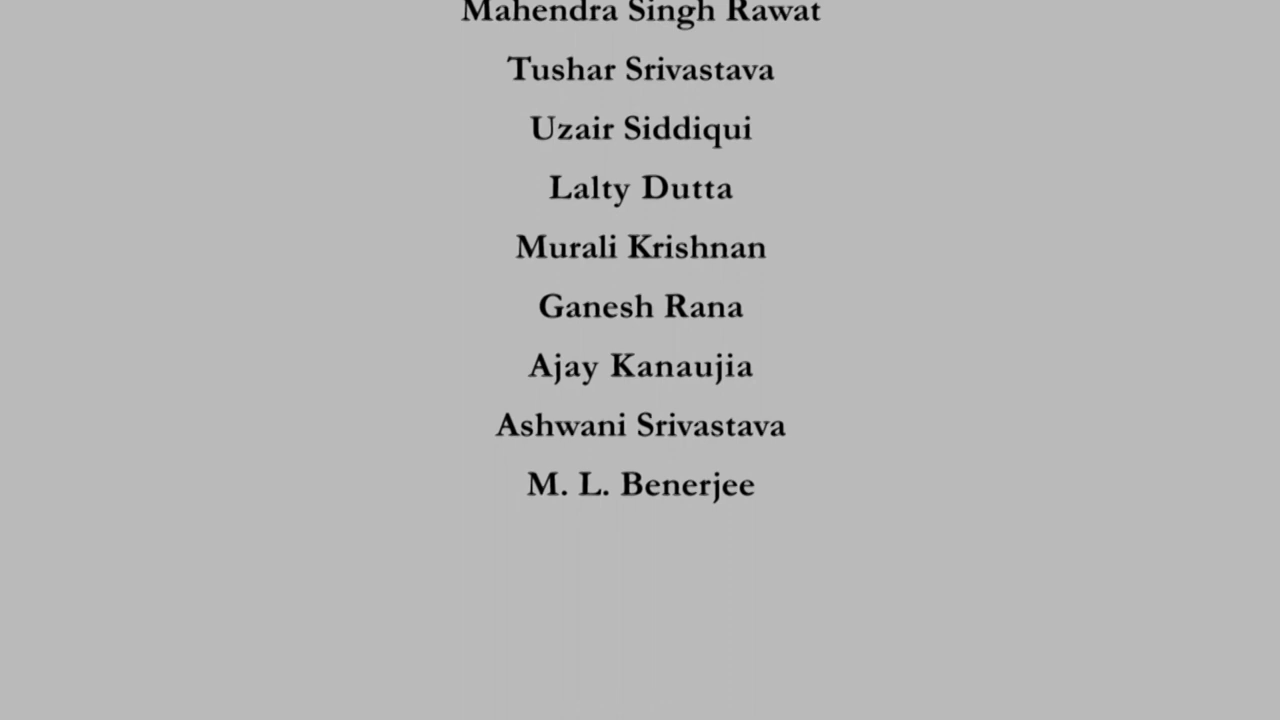 Mahendra Singh Rawat
Tushar Srivastava
Uzair Siddiqui
Lalty Dutta
Murali Krishnan
Ganesh Rana
Ajay Kanaujia
Ashwani Srivastava
M. L. Benerjee